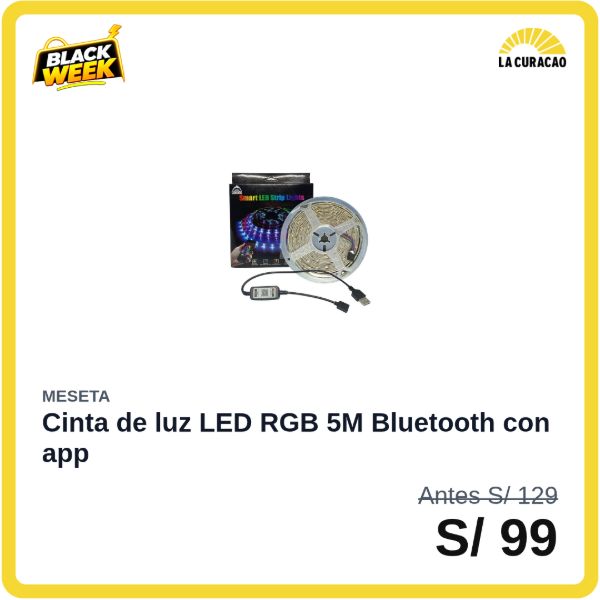 BLACK
WEEK
LA CURACAO
Smart LED Strip Lights
MESETA
Cinta de luz LED RGB 5M Bluetooth con
app
Antes S/ 129
S/ 99